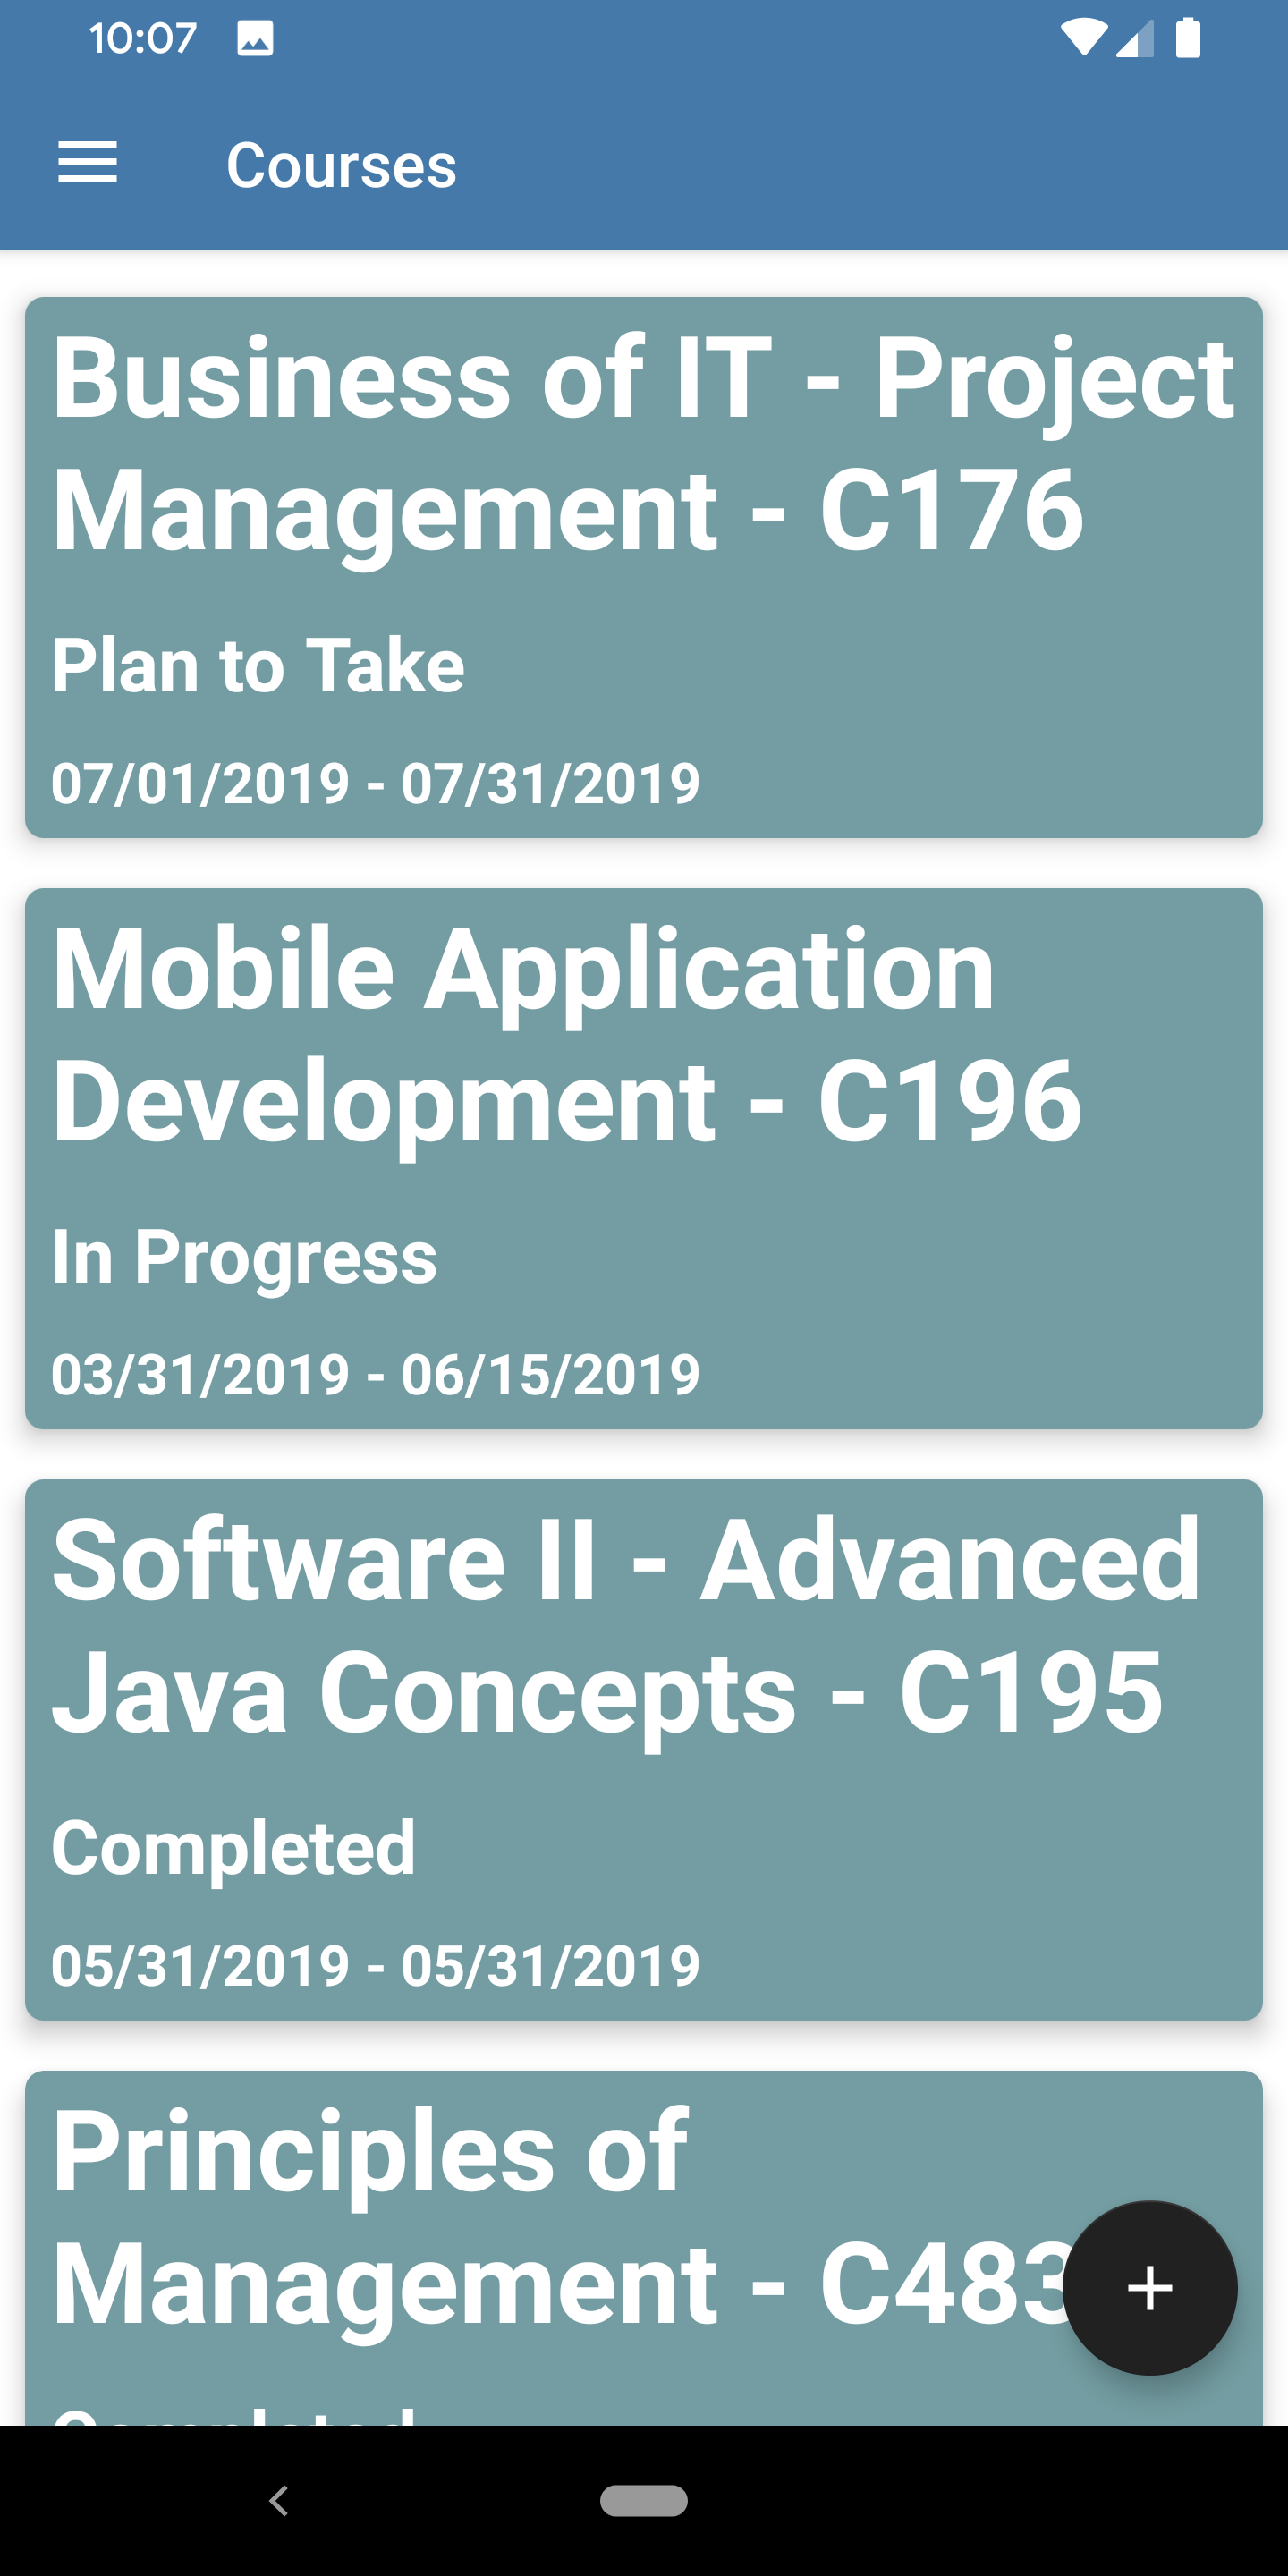 10:07
Courses
Business of IT - Project
Management - C176
Plan to Take
07/01/2019 - 07/31/2019
Mobile Application
Development - C196
In Progress
03/31/2019 - 06/15/2019
Software II - Advanced
Java Concepts - C195
Completed
05/31/2019 - 05/31/2019
Principles of
Management - C483
Completed